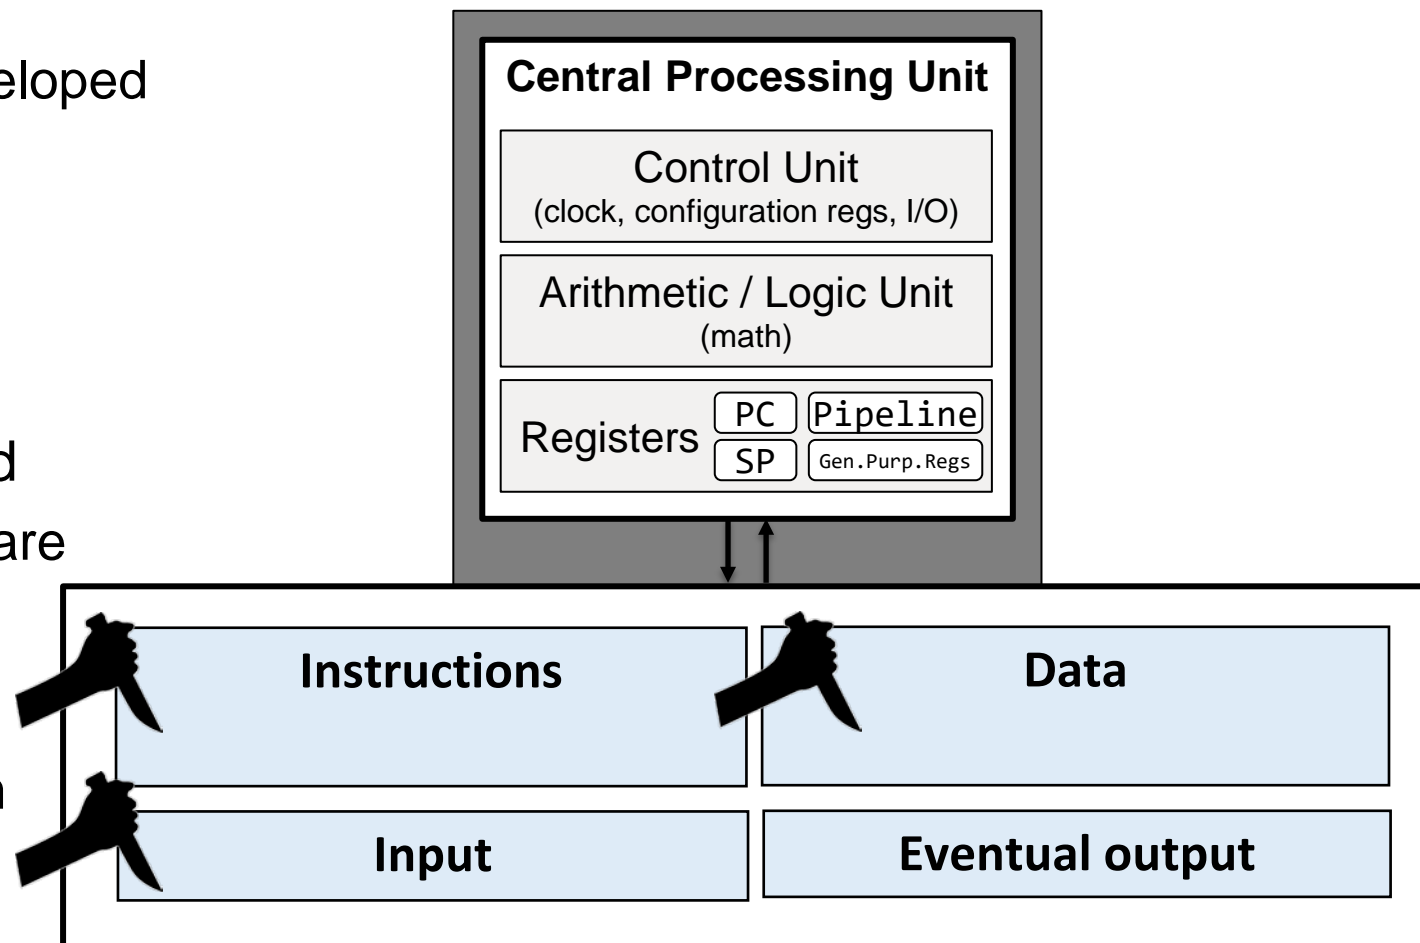 eloped
d
are
n
Central Processing Unit
Control Unit
(clock, configuration regs, I/O)
Arithmetic / Logic Unit
(math)
Registers
PC
Pipeline
SP
Gen.Purp.Regs
Instructions
Data
Input
Eventual output